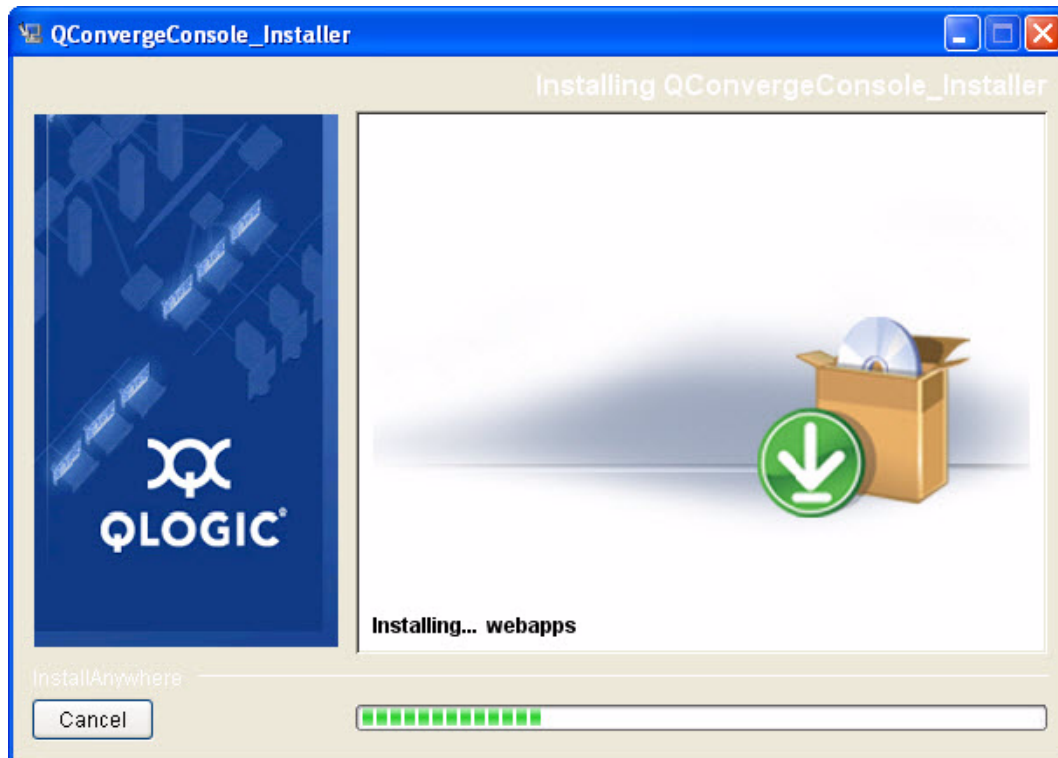 QConvergeConsole_Installer
Installing QConvergeConsole_Installer
QLOGIC®
Installing... webapps
InstallAnywhere
Cancel